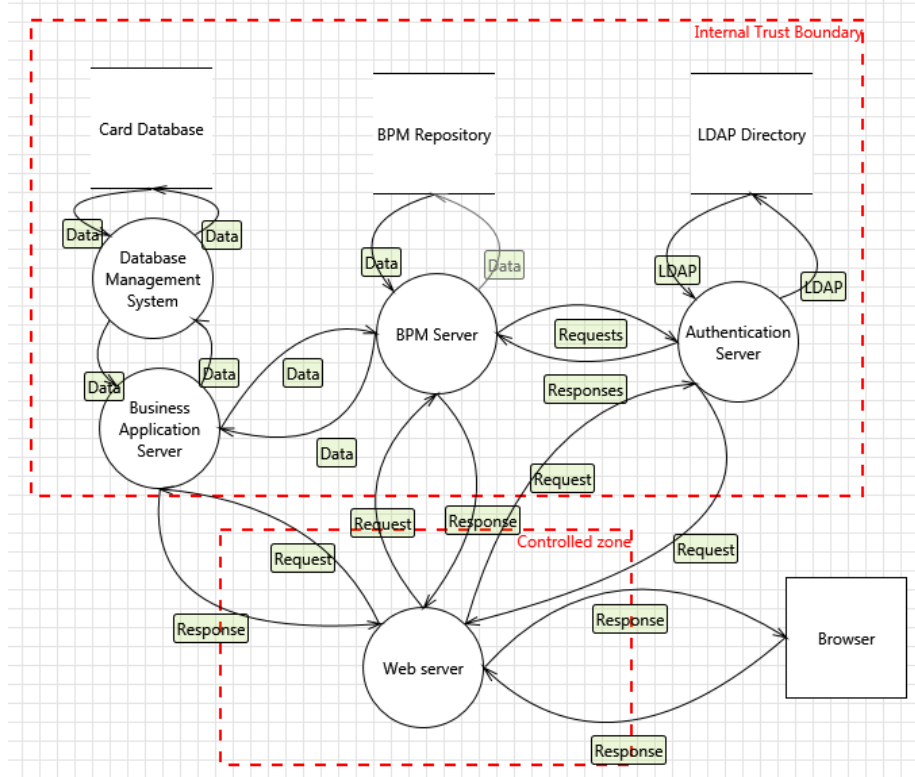 Internal Trust Boundary
Card Database
BPM Repository
LDAP Directory
Data
Data
Data
Data
LDAP
LDAP
Database
Management
System
BPM Server
Requests
Authentication
Server
Data
Data
Data
Responses
Business
Application
Server
Data
Request
Request
Response
Controlled zone
Request
Request
Response
Response
Browser
Web server
Response